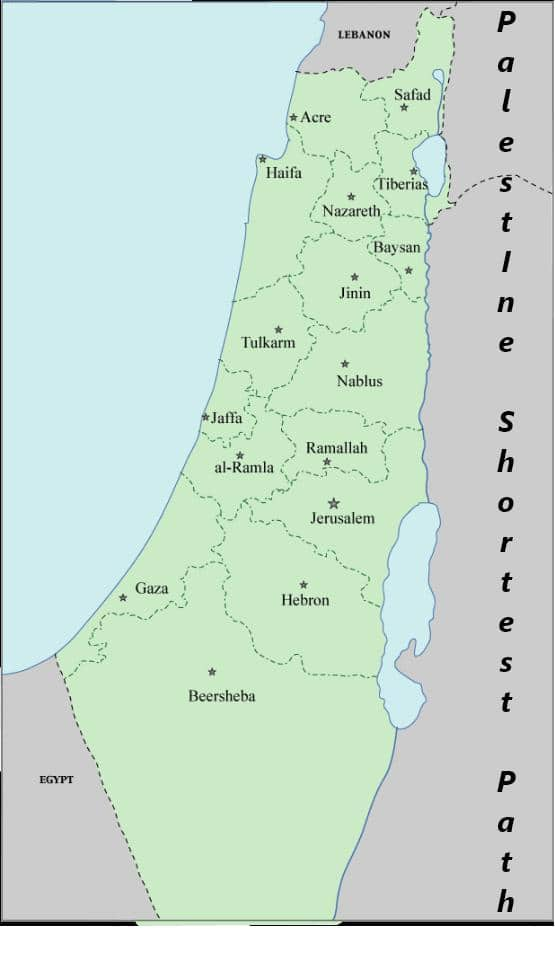 LEBANON
Safad
Acre
Haifa
Tiberias
Nazareth
Baysan
Jinin
Tulkarm
Nablus
Jaffa
Ramallah
al-Ramla
Jerusalem
Gaza
Hebron
Beersheba
EGYPT
PalestIne Shortest Path